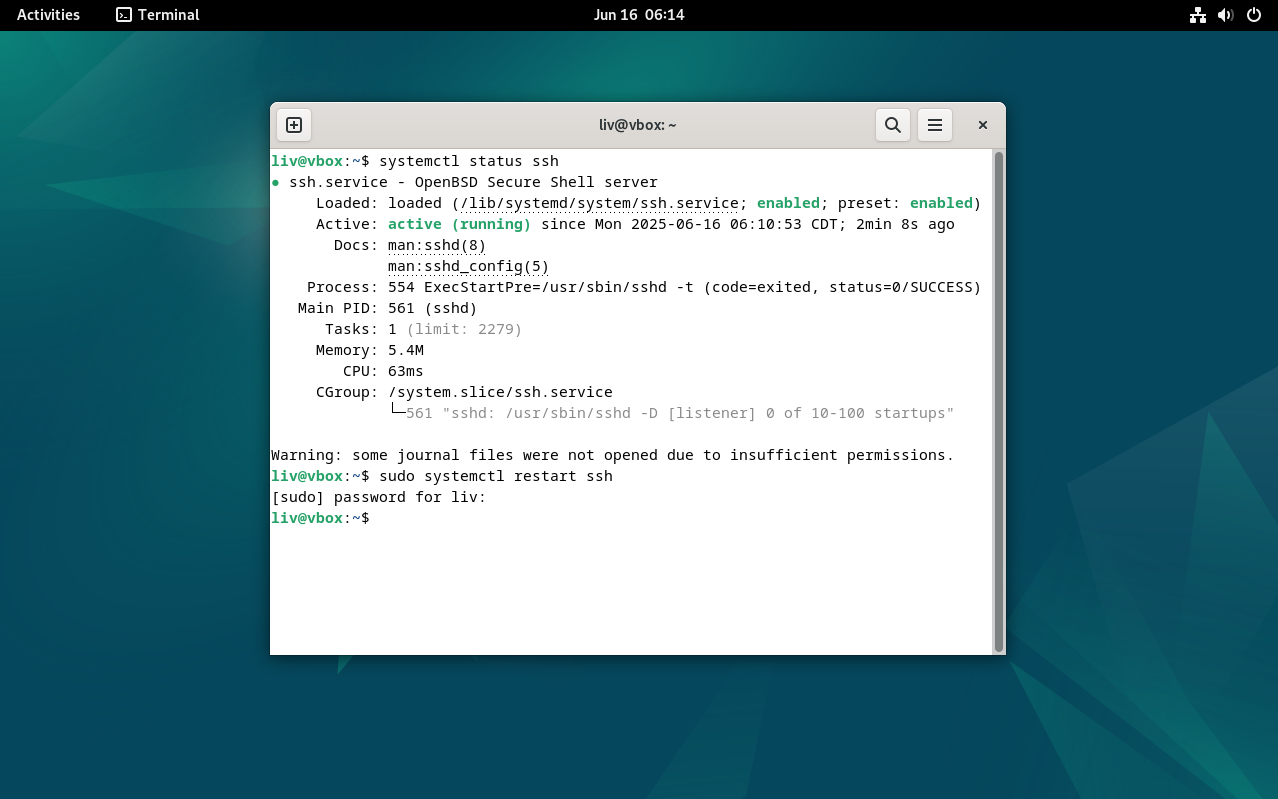 Activities Terminal Jun 16 06:14
liv@vbox: ~
liv@vbox:~$ systemctl status ssh
● ssh.service - OpenBSD Secure Shell server
     Loaded: loaded (/lib/systemd/system/ssh.service; enabled; preset: enabled)
     Active: active (running) since Mon 2025-06-16 06:10:53 CDT; 2min 8s ago
       Docs: man:sshd(8)
             man:sshd_config(5)
    Process: 554 ExecStartPre=/usr/sbin/sshd -t (code=exited, status=0/SUCCESS)
   Main PID: 561 (sshd)
      Tasks: 1 (limit: 2279)
     Memory: 5.4M
        CPU: 63ms
     CGroup: /system.slice/ssh.service
             └─561 "sshd: /usr/sbin/sshd -D [listener] 0 of 10-100 startups"
Warning: some journal files were not opened due to insufficient permissions.
liv@vbox:~$ sudo systemctl restart ssh
[sudo] password for liv:
liv@vbox:~$